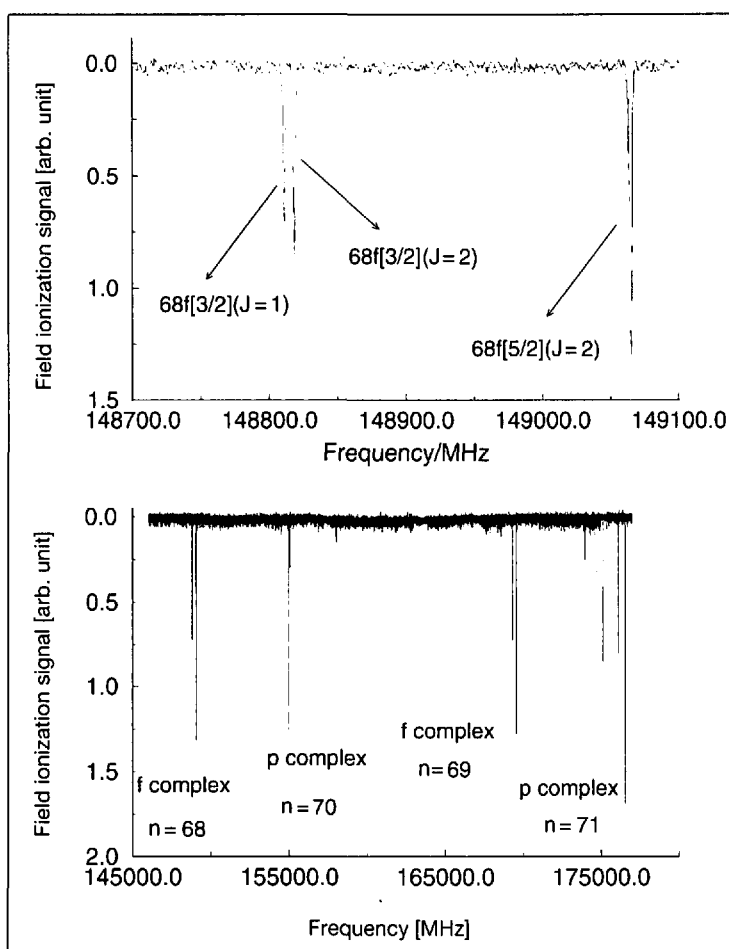 Field ionization signal [arb. unit]
0.0
0.5
1.0
1.5
68f[3/2](J=1)
68f[3/2](J=2)
68f[5/2](J=2)
148700.0 148800.0 148900.0 149000.0 149100.0
Frequency/MHz
Field ionization signal [arb. unit]
0.0
0.5
1.0
1.5
2.0
f complex
n=68
p complex
n=70
f complex
n=69
p complex
n=71
145000.0 155000.0 165000.0 175000.0
Frequency [MHz]